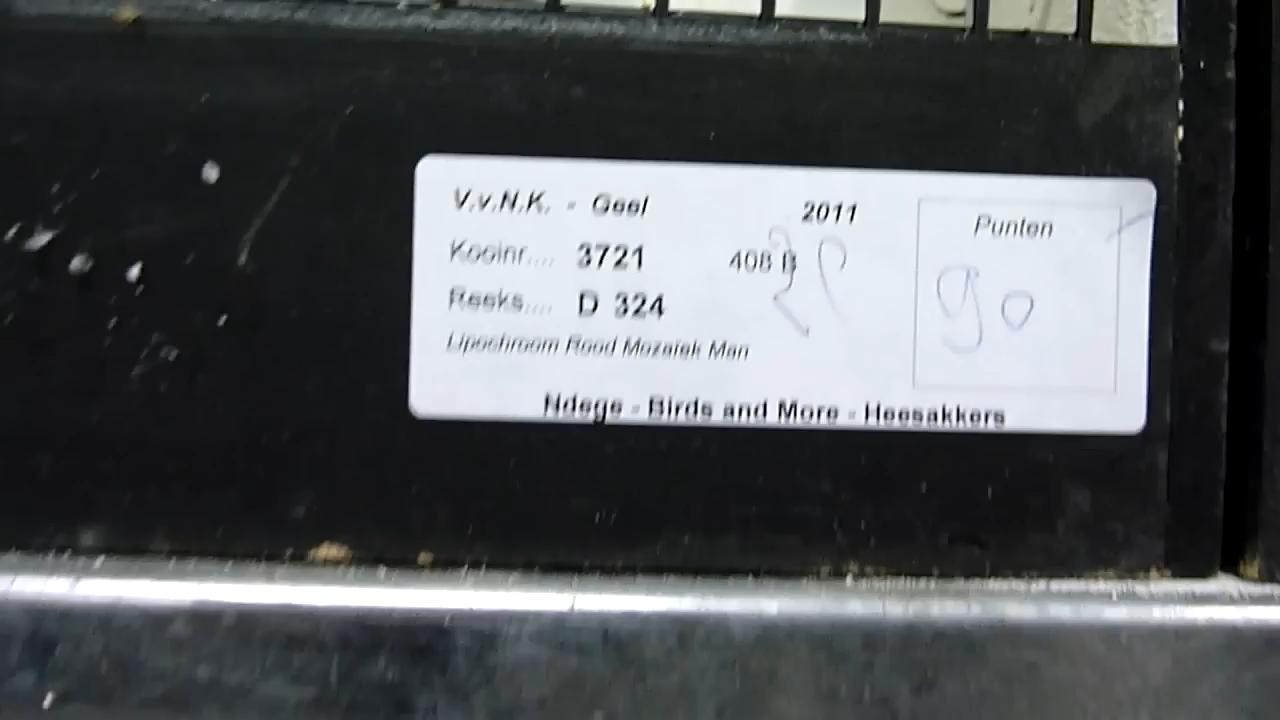 V.v.N.K. - Geel 2011
Kooinr.... 3721 408 B
Reeks.... D 324
Lipochroom Rood Mozaiek Man
Punten
90
Ndege - Birds and More - Heesakkers